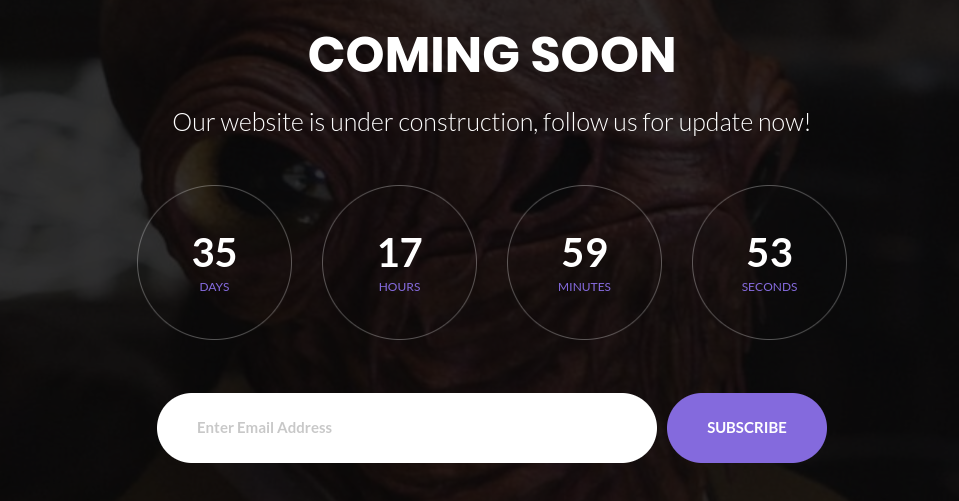 COMING SOON
Our website is under construction, follow us for update now!
35 17 59 53
DAYS HOURS MINUTES SECONDS
Enter Email Address SUBSCRIBE